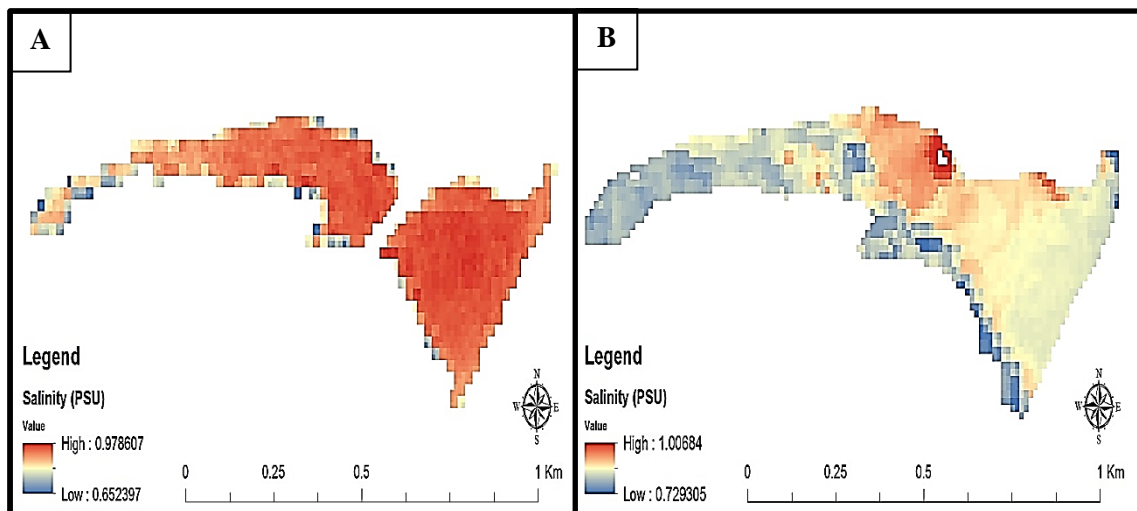 A
Legend
Salinity (PSU)
Value
High : 0.978607
Low : 0.652397
N
W E
S
0 0.25 0.5 1 Km
B
Legend
Salinity (PSU)
Value
High : 1.00684
Low : 0.729305
N
W E
S
0 0.25 0.5 1 Km